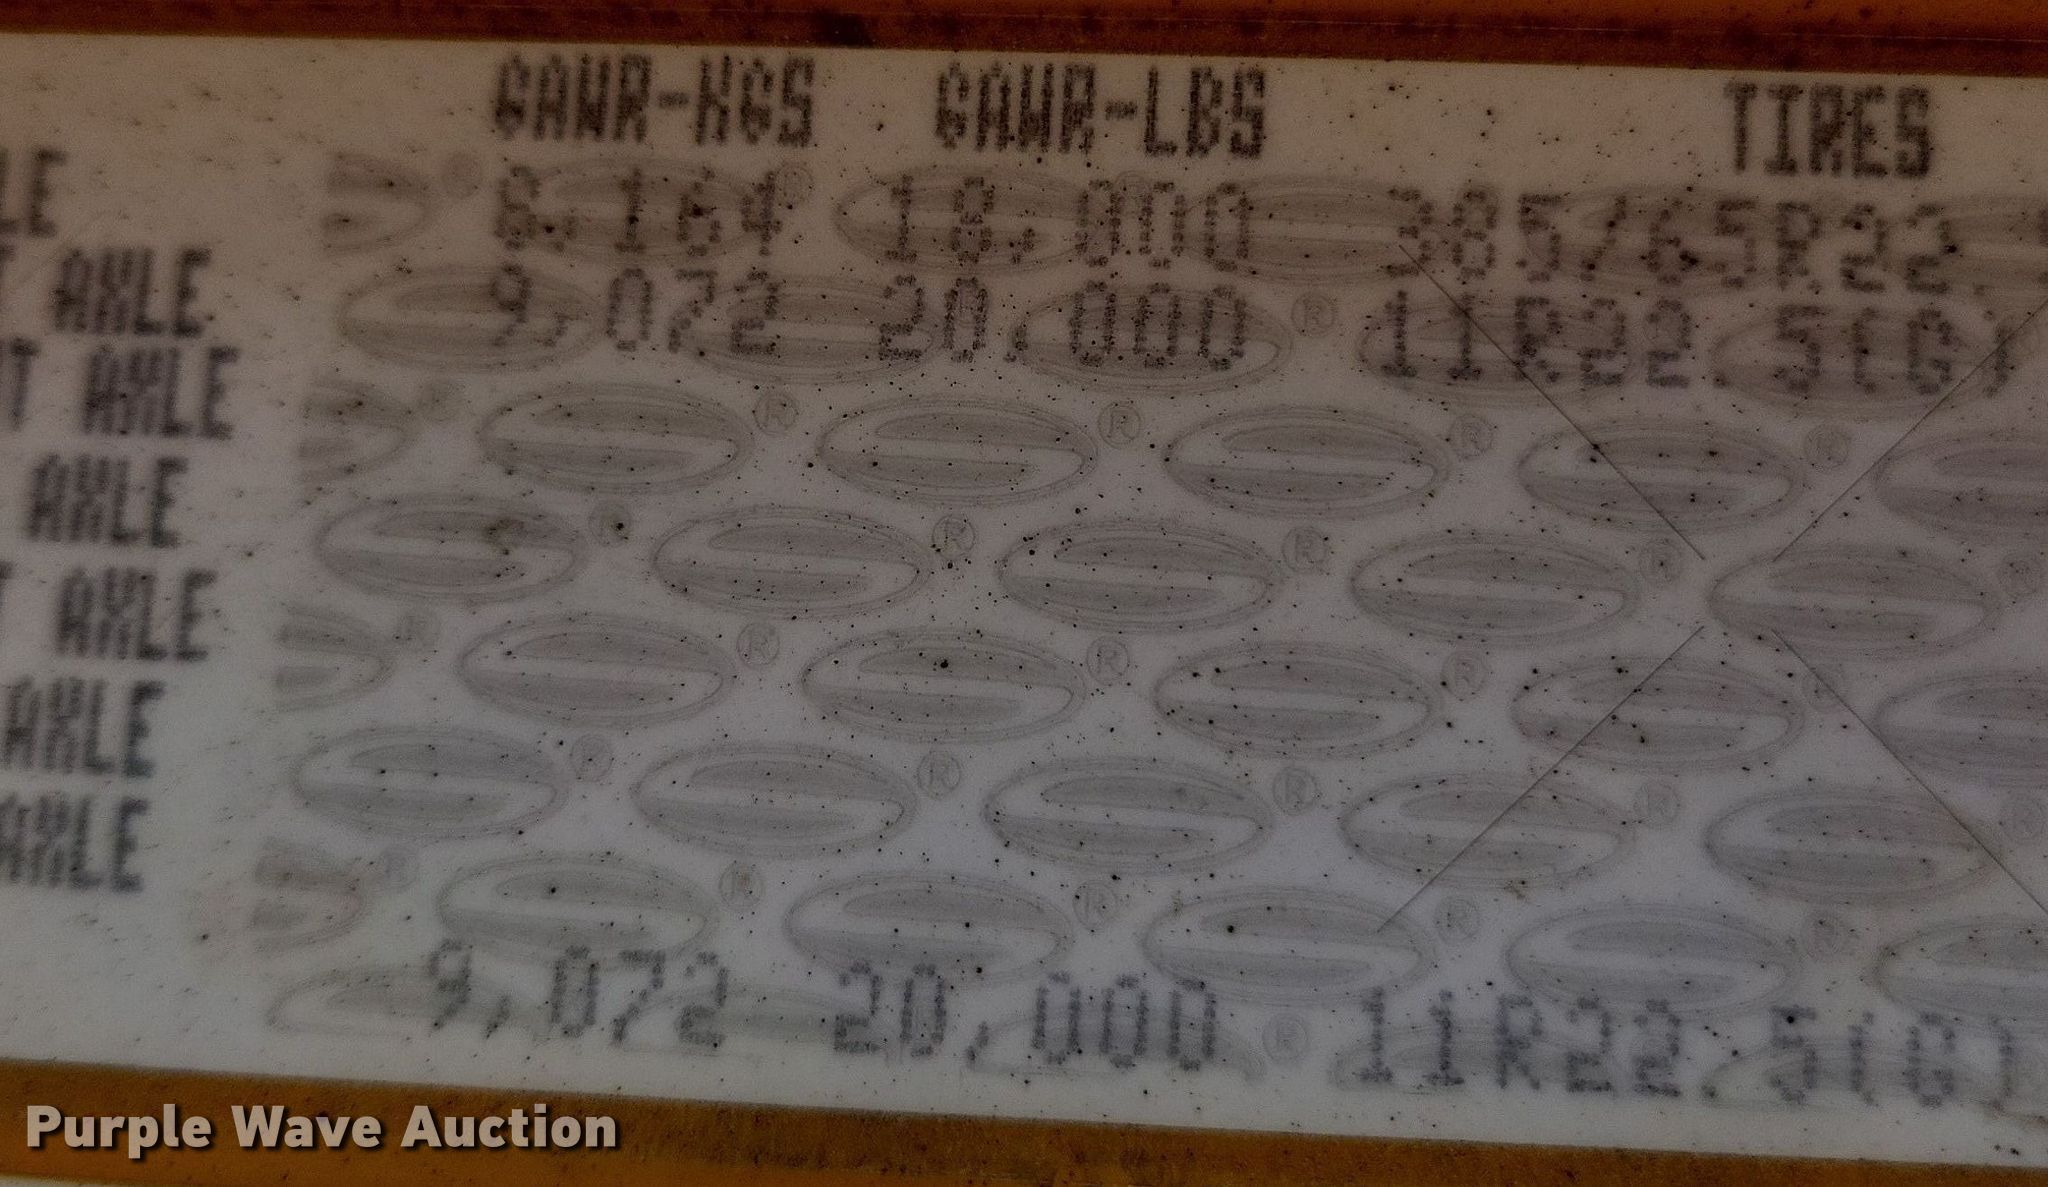 GAWR-KGS GAWR-LBS TIRES
LE 8,164 18,000 385/65R22.
T AXLE 9,072 20,000 11R22.5(G)
T AXLE
AXLE
T AXLE
AXLE
AXLE
9,072 20,000 11R22.5(G)
Purple Wave Auction